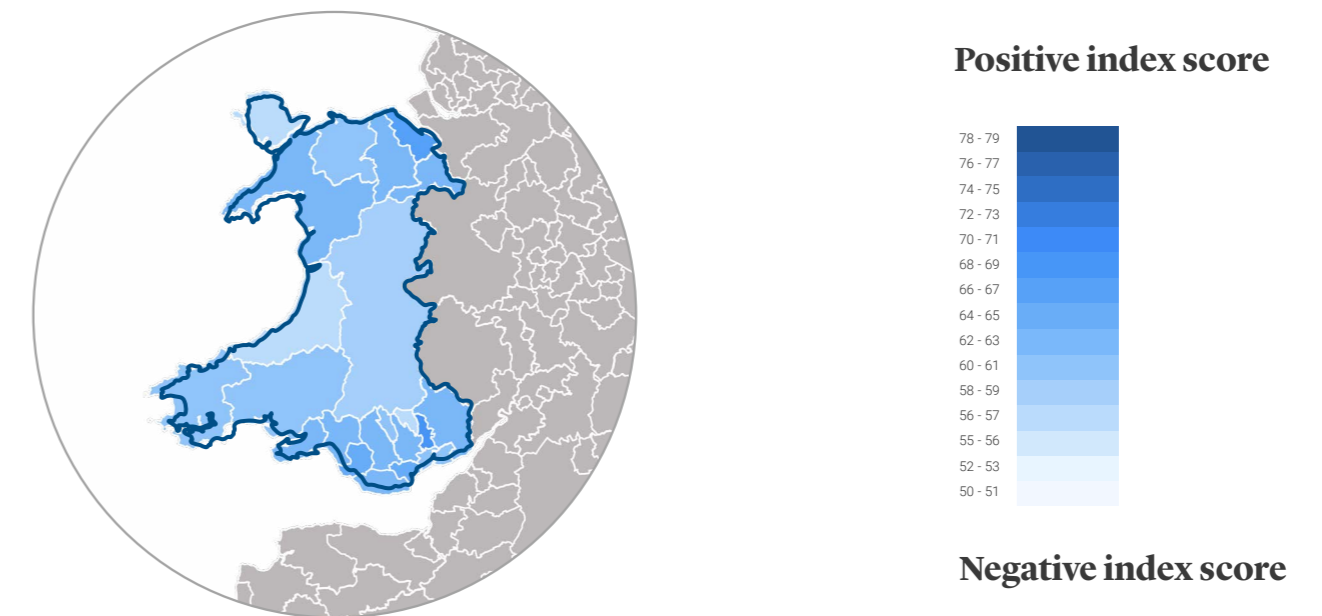 Positive index score
78 - 79
76 - 77
74 - 75
72 - 73
70 - 71
68 - 69
66 - 67
64 - 65
62 - 63
60 - 61
58 - 59
56 - 57
55 - 56
52 - 53
50 - 51
Negative index score